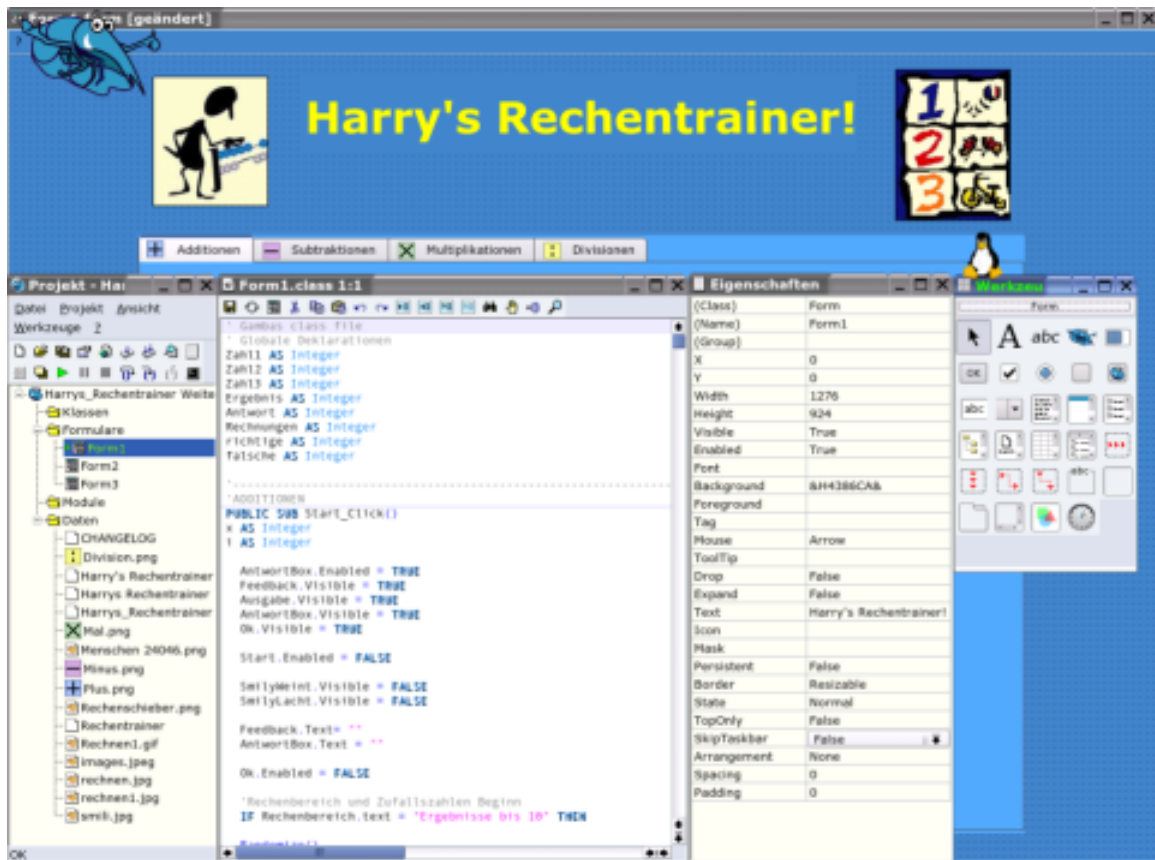 Form1.form [geändert]
?
Harry's Rechentrainer!
1
2
3
Additionen Subtraktionen Multiplikationen Divisionen
Projekt - Har
Datei Projekt Ansicht
Werkzeuge ?
Harrys_Rechentrainer Weite
Klassen
Formulare
Form1
Form2
Form3
Module
Daten
CHANGELOG
Division.png
Harry's Rechentrainer
Harrys Rechentrainer
Harrys_Rechentrainer
Mal.png
Menschen 24046.png
Minus.png
Plus.png
Rechenschieber.png
Rechentrainer
Rechnen1.gif
images.jpeg
rechnen.jpg
rechnen1.jpg
smili.jpg
OK
Form1.class 1:1
' Gambas class file
' Globale Deklarationen
Zahl1 AS Integer
Zahl2 AS Integer
Zahl3 AS Integer
Ergebnis AS Integer
Antwort AS Integer
Rechnungen AS Integer
richtige AS Integer
falsche AS Integer
'ADDITIONEN
PUBLIC SUB Start_Click()
x AS Integer
i AS Integer
AntwortBox.Enabled = TRUE
Feedback.Visible = TRUE
Ausgabe.Visible = TRUE
AntwortBox.Visible = TRUE
Ok.Visible = TRUE
Start.Enabled = FALSE
SmilyWeint.Visible = FALSE
SmilyLacht.Visible = FALSE
Feedback.Text= ""
AntwortBox.Text = ""
Ok.Enabled = FALSE
'Rechenbereich und Zufallszahlen Beginn
IF Rechenbereich.text = "Ergebnisse bis 10" THEN
Randomize()
Eigenschaften
(Class) Form
(Name) Form1
(Group)
X 0
Y 0
Width 1276
Height 924
Visible True
Enabled True
Font
Background &H4386CA&
Foreground
Tag
Mouse Arrow
ToolTip
Drop False
Expand False
Text Harry's Rechentrainer!
Icon
Mask
Persistent False
Border Resizable
State Normal
TopOnly False
SkipTaskbar False
Arrangement None
Spacing 0
Padding 0
Werkzeu
Form
A abc
OK
abc
abc